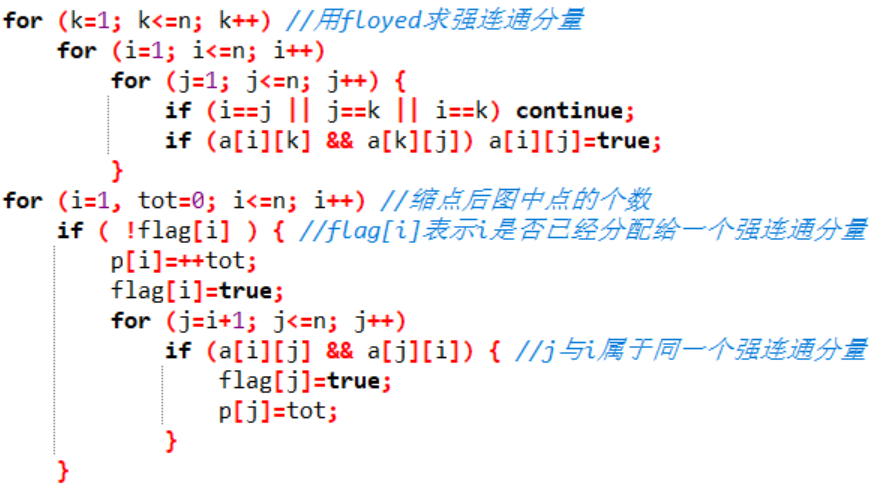 for (k=1; k<=n; k++) //用floyed求强连通分量
for (i=1; i<=n; i++)
for (j=1; j<=n; j++) {
if (i==j || j==k || i==k) continue;
if (a[i][k] && a[k][j]) a[i][j]=true;
}
for (i=1, tot=0; i<=n; i++) //缩点后图中点的个数
if ( !flag[i] ) { //flag[i]表示i是否已经分配给一个强连通分量
p[i]=++tot;
flag[i]=true;
for (j=i+1; j<=n; j++)
if (a[i][j] && a[j][i]) { //j与i属于同一个强连通分量
flag[j]=true;
p[j]=tot;
}
}